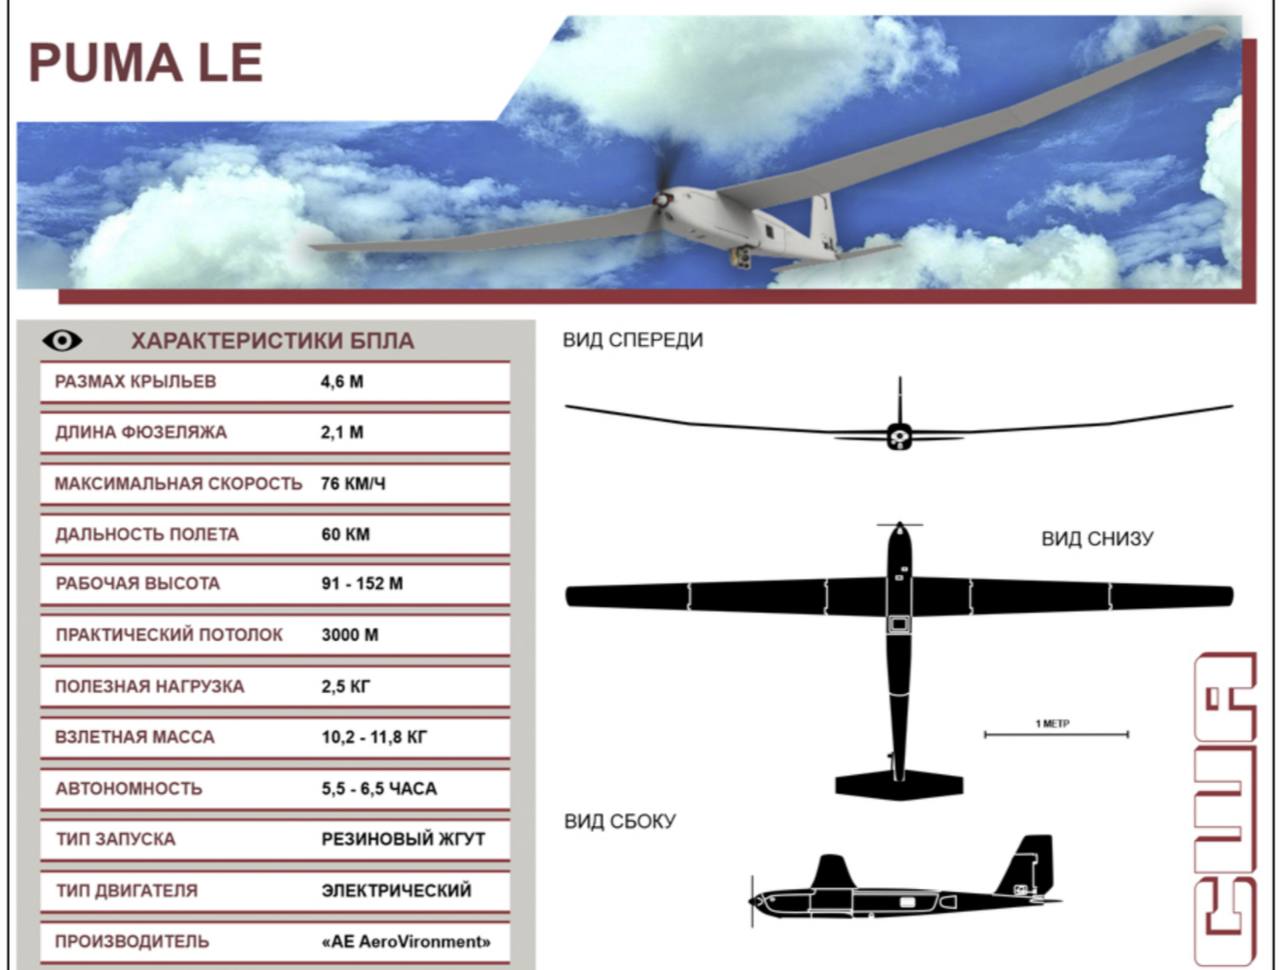 PUMA LE
ХАРАКТЕРИСТИКИ БПЛА
РАЗМАХ КРЫЛЬЕВ 4,6 М
ДЛИНА ФЮЗЕЛЯЖА 2,1 М
МАКСИМАЛЬНАЯ СКОРОСТЬ 76 КМ/Ч
ДАЛЬНОСТЬ ПОЛЕТА 60 КМ
РАБОЧАЯ ВЫСОТА 91 - 152 М
ПРАКТИЧЕСКИЙ ПОТОЛОК 3000 М
ПОЛЕЗНАЯ НАГРУЗКА 2,5 КГ
ВЗЛЕТНАЯ МАССА 10,2 - 11,8 КГ
АВТОНОМНОСТЬ 5,5 - 6,5 ЧАСА
ТИП ЗАПУСКА РЕЗИНОВЫЙ ЖГУТ
ТИП ДВИГАТЕЛЯ ЭЛЕКТРИЧЕСКИЙ
ПРОИЗВОДИТЕЛЬ «AE AeroVironment»
ВИД СПЕРЕДИ
ВИД СНИЗУ
1 МЕТР
ВИД СБОКУ
США